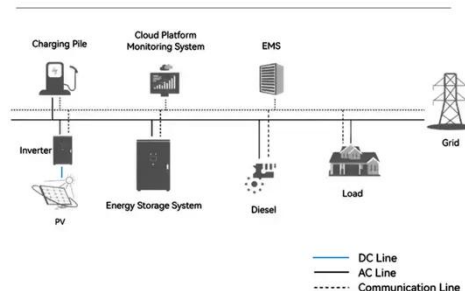 Charging Pile
Cloud Platform
Monitoring System
EMS
Inverter
Grid
PV
Energy Storage System
Diesel
Load
DC Line
AC Line
Communication Line